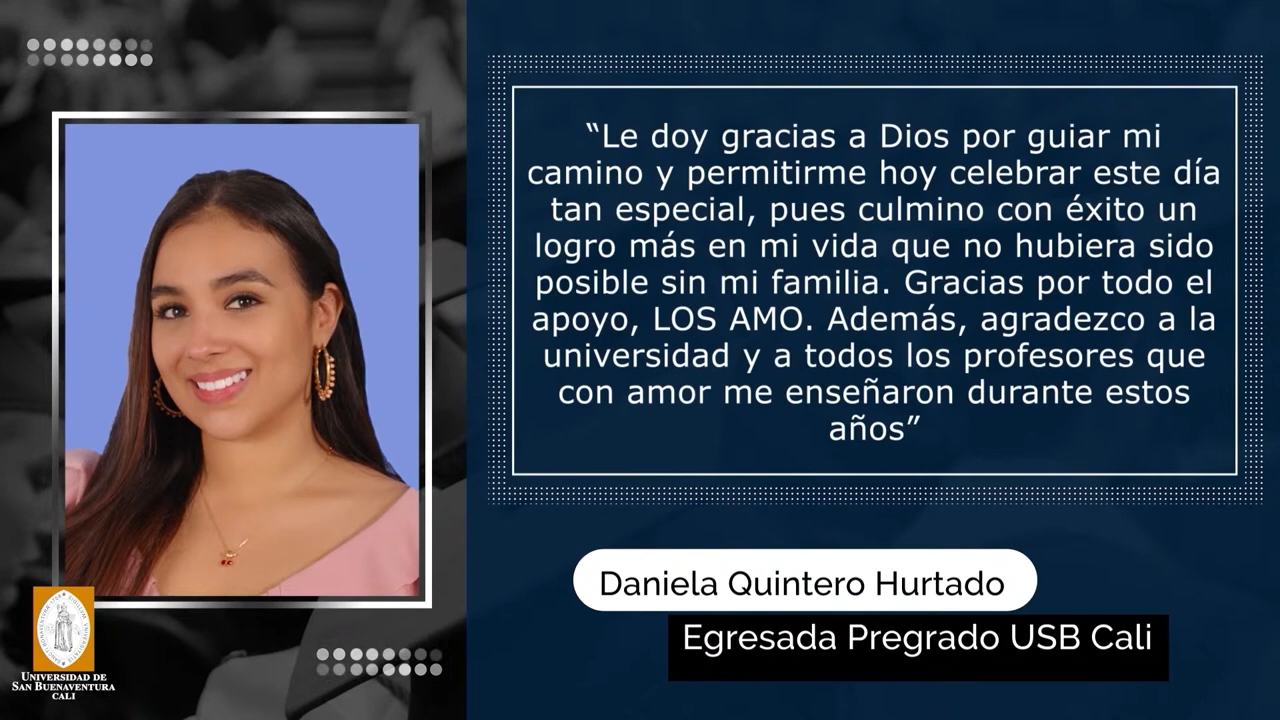 “Le doy gracias a Dios por guiar mi
camino y permitirme hoy celebrar este día
tan especial, pues culmino con éxito un
logro más en mi vida que no hubiera sido
posible sin mi familia. Gracias por todo el
apoyo, LOS AMO. Además, agradezco a la
universidad y a todos los profesores que
con amor me enseñaron durante estos
años”
Daniela Quintero Hurtado
Egresada Pregrado USB Cali
UNIVERSIDAD DE
SAN BUENAVENTURA
CALI